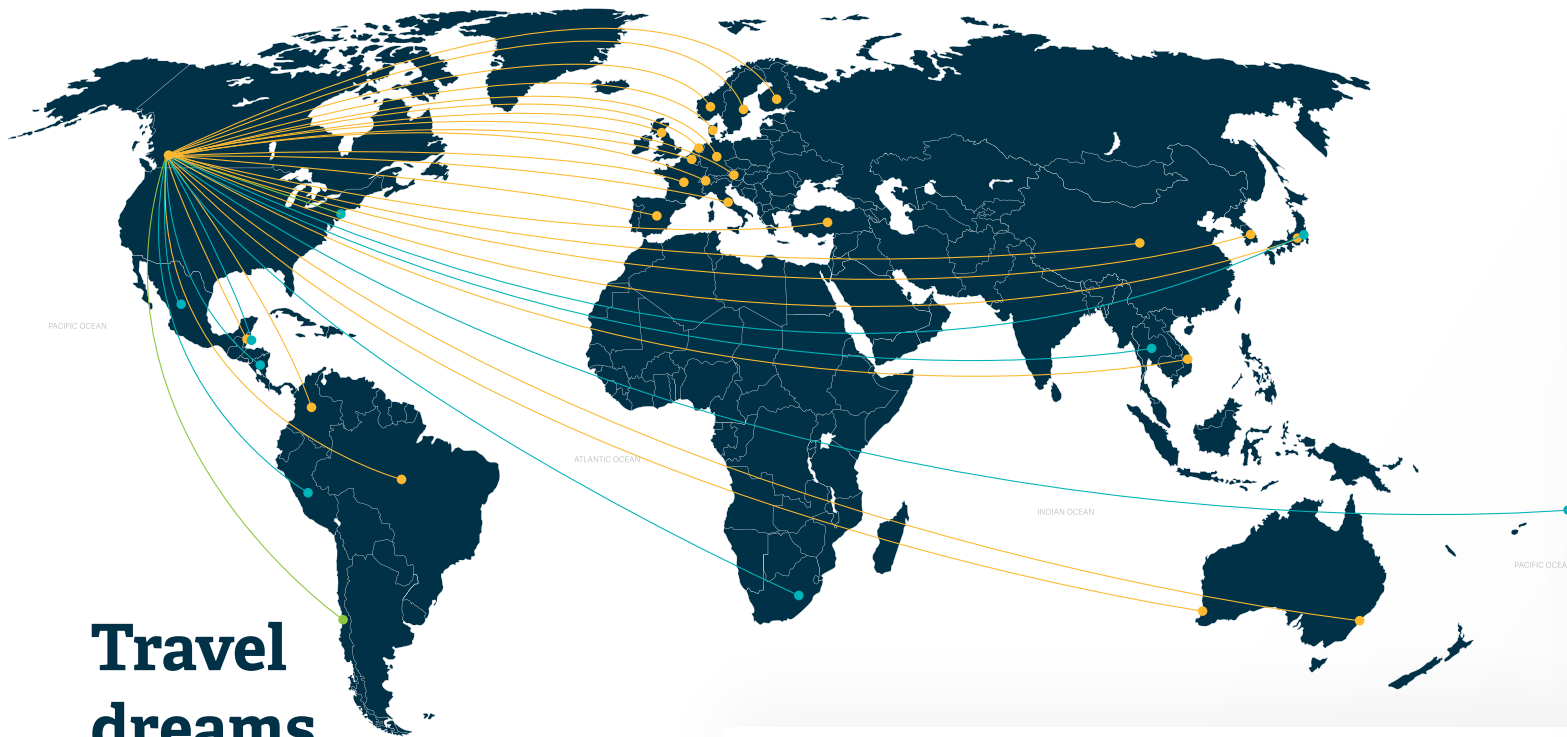 PACIFIC OCEAN
ATLANTIC OCEAN
INDIAN OCEAN
PACIFIC OCEA
Travel
dreams